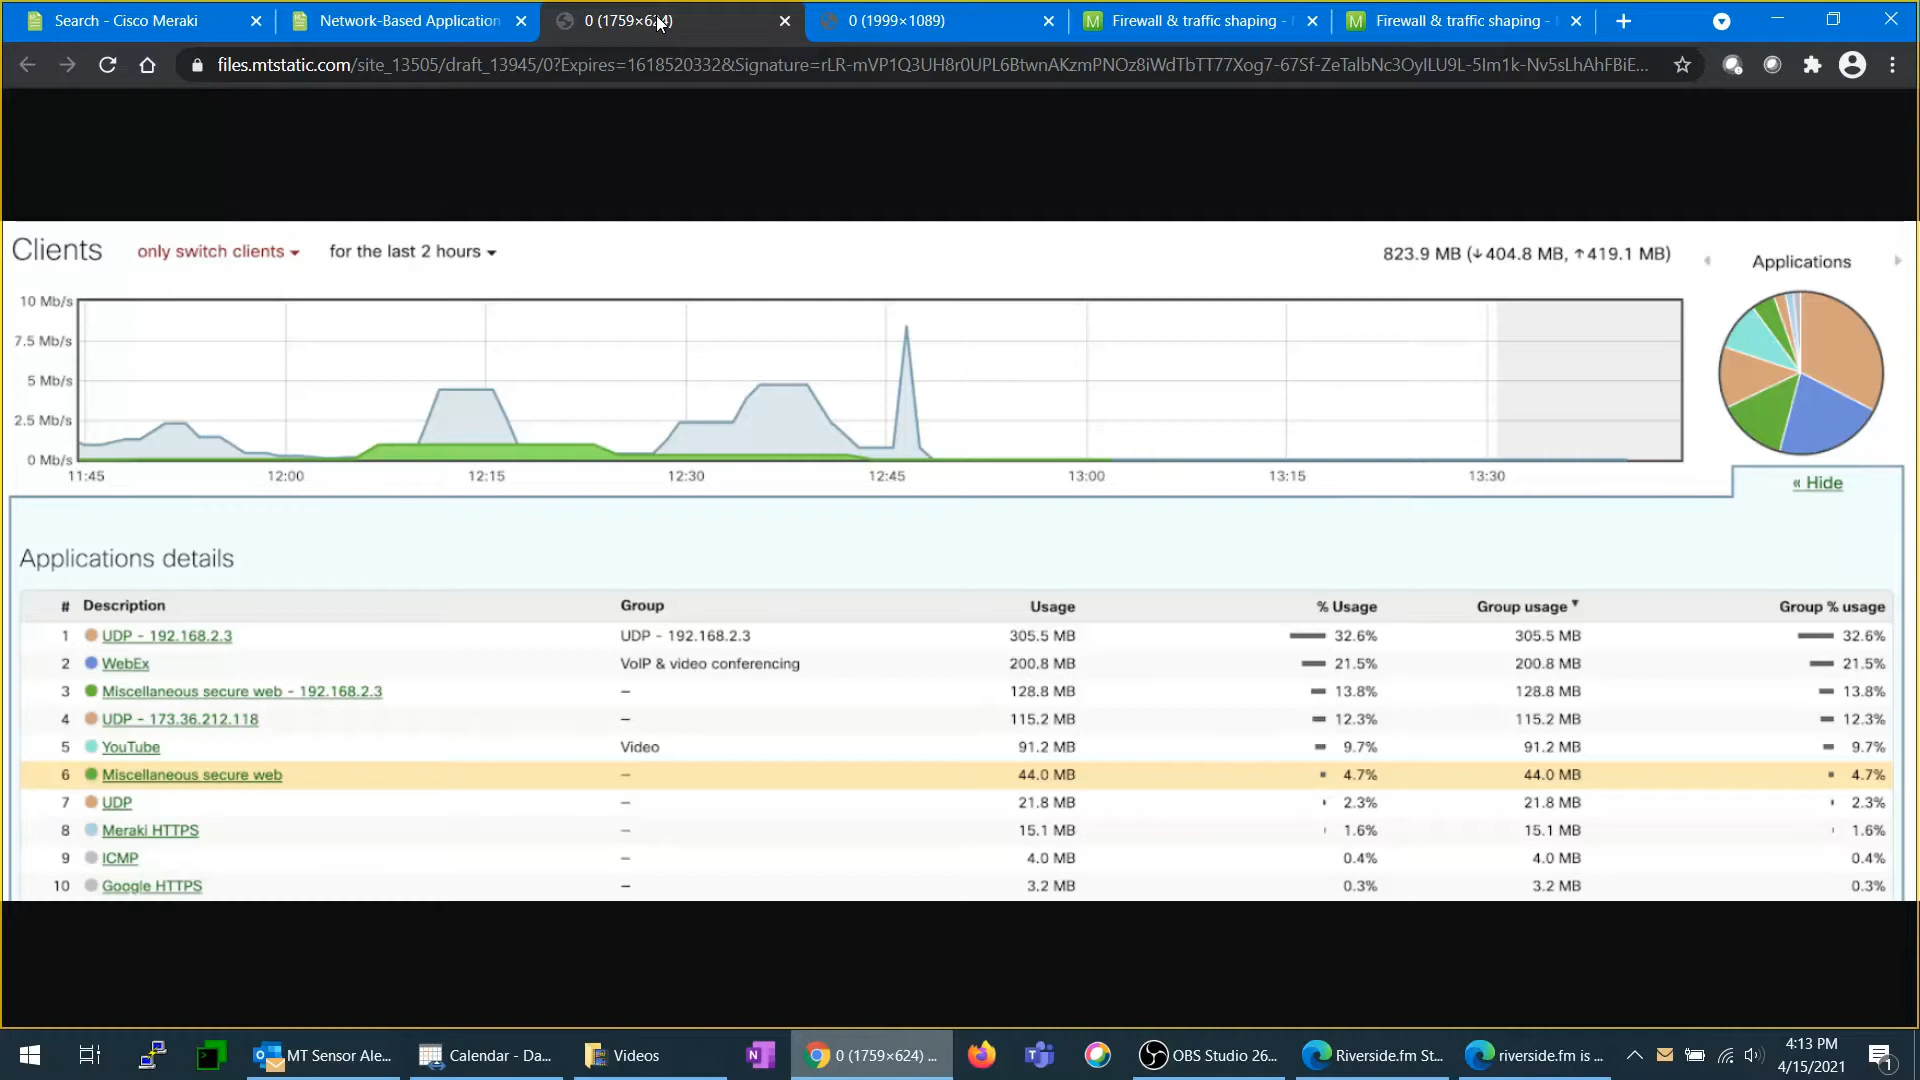 Search - Cisco Meraki
Network-Based Application
0 (1759×624)
0 (1999×1089)
Firewall & traffic shaping -
Firewall & traffic shaping -
files.mtstatic.com/site_13505/draft_13945/0?Expires=1618520332&Signature=rLR-mVP1Q3UH8r0UPL6BtwnAKzmPNOz8iWdTbTT77Xog7-67Sf-ZeTalbNc3OyILU9L-5Im1k-Nv5sLhAhFBiE...
Clients only switch clients for the last 2 hours
823.9 MB (↓404.8 MB, ↑419.1 MB)
Applications
10 Mb/s
7.5 Mb/s
5 Mb/s
2.5 Mb/s
0 Mb/s
11:45 12:00 12:15 12:30 12:45 13:00 13:15 13:30
« Hide
Applications details
# Description Group Usage % Usage Group usage ▼ Group % usage
1 UDP - 192.168.2.3 UDP - 192.168.2.3 305.5 MB 32.6% 305.5 MB 32.6%
2 WebEx VoIP & video conferencing 200.8 MB 21.5% 200.8 MB 21.5%
3 Miscellaneous secure web - 192.168.2.3 – 128.8 MB 13.8% 128.8 MB 13.8%
4 UDP - 173.36.212.118 – 115.2 MB 12.3% 115.2 MB 12.3%
5 YouTube Video 91.2 MB 9.7% 91.2 MB 9.7%
6 Miscellaneous secure web – 44.0 MB 4.7% 44.0 MB 4.7%
7 UDP – 21.8 MB 2.3% 21.8 MB 2.3%
8 Meraki HTTPS – 15.1 MB 1.6% 15.1 MB 1.6%
9 ICMP – 4.0 MB 0.4% 4.0 MB 0.4%
10 Google HTTPS – 3.2 MB 0.3% 3.2 MB 0.3%
MT Sensor Ale...
Calendar - Da...
Videos
0 (1759×624) ...
OBS Studio 26...
Riverside.fm St...
riverside.fm is ...
4:13 PM
4/15/2021
1